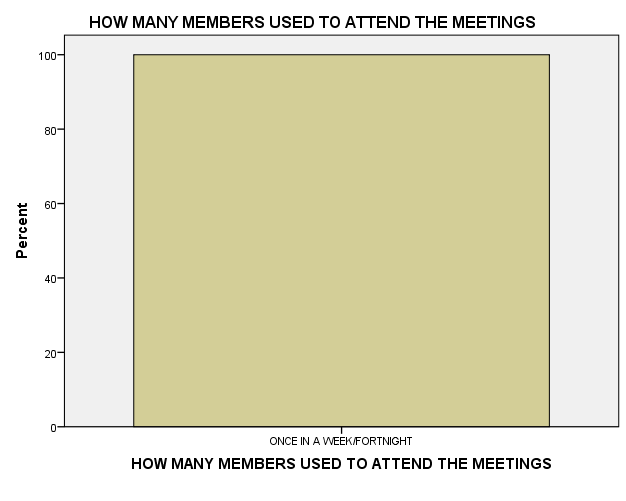 HOW MANY MEMBERS USED TO ATTEND THE MEETINGS
100
80
60
40
20
0
Percent
ONCE IN A WEEK/FORTNIGHT
HOW MANY MEMBERS USED TO ATTEND THE MEETINGS